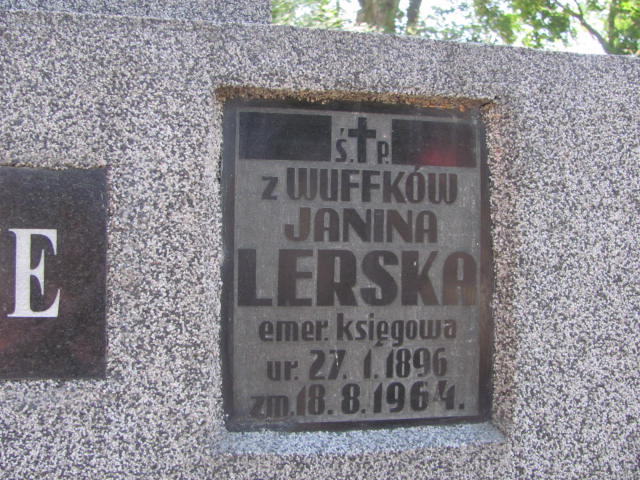 Ś.P.
z WUFFKÓW
JANINA
LERSKA
emer. księgowa
ur. 27. 1. 1896
zm. 18. 8. 1964.
E